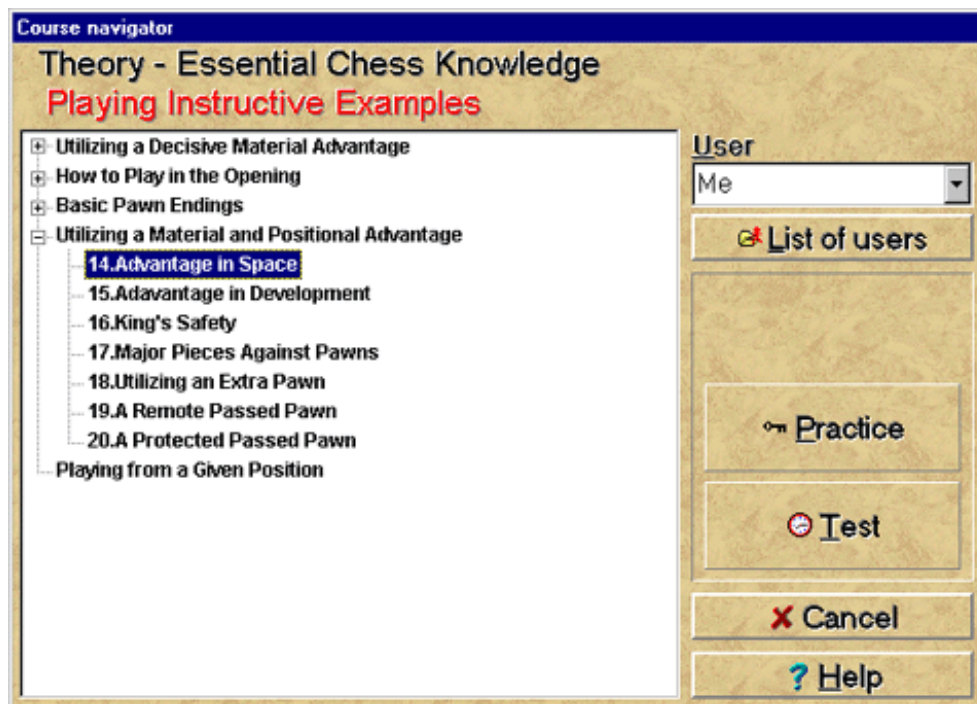 Course navigator
Theory - Essential Chess Knowledge
Playing Instructive Examples
Utilizing a Decisive Material Advantage
How to Play in the Opening
Basic Pawn Endings
Utilizing a Material and Positional Advantage
14.Advantage in Space
15.Adavantage in Development
16.King's Safety
17.Major Pieces Against Pawns
18.Utilizing an Extra Pawn
19.A Remote Passed Pawn
20.A Protected Passed Pawn
Playing from a Given Position
User
Me
List of users
Practice
Test
Cancel
? Help